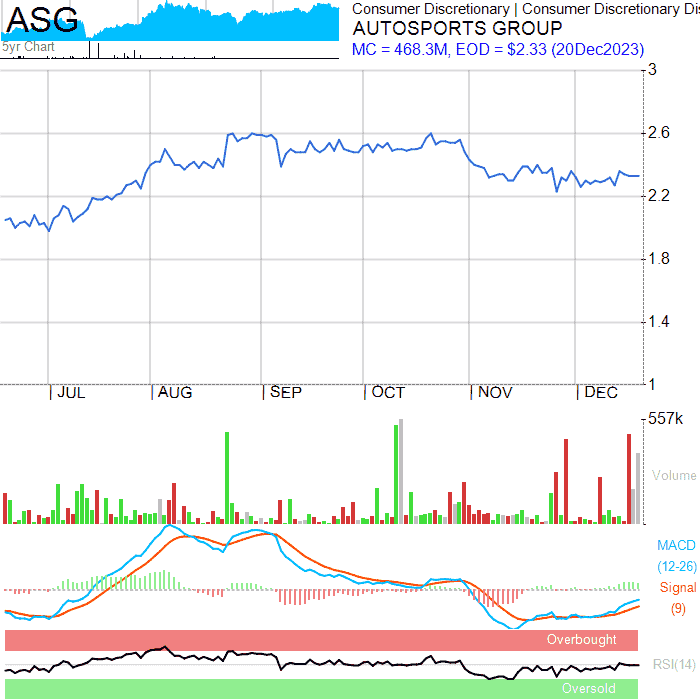 ASG
5yr Chart
Consumer Discretionary | Consumer Discretionary Dis
AUTOSPORTS GROUP
MC = 468.3M, EOD = $2.33 (20Dec2023)
3
2.6
2.2
1.8
1.4
1
| JUL | AUG | SEP | OCT | NOV | DEC
557k
Volume
MACD
(12-26)
Signal
(9)
Overbought
RSI(14)
Oversold